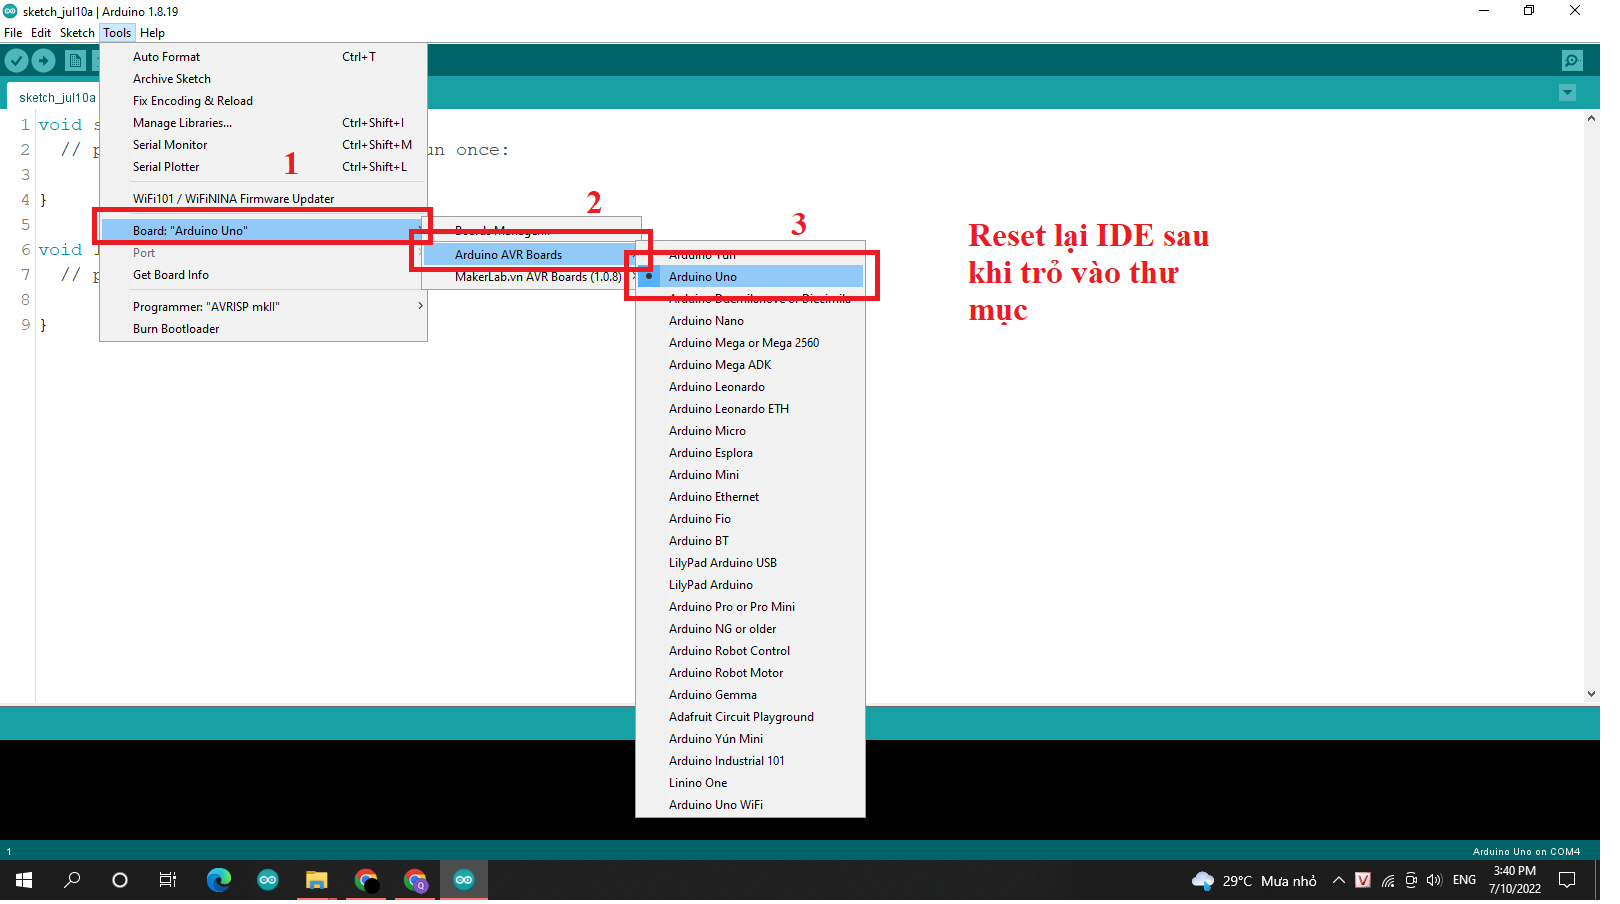 sketch_jul10a | Arduino 1.8.19
File Edit Sketch Tools Help
sketch_jul10a
1 void s
2 // p un once:
3
4 }
5
6 void l
7 // p
8
9 }
Auto Format Ctrl+T
Archive Sketch
Fix Encoding & Reload
Manage Libraries... Ctrl+Shift+I
Serial Monitor Ctrl+Shift+M
Serial Plotter Ctrl+Shift+L
1
WiFi101 / WiFiNINA Firmware Updater
Board: "Arduino Uno"
Port
Get Board Info
Programmer: "AVRISP mkII"
Burn Bootloader
2
Boards Manager...
Arduino AVR Boards
MakerLab.vn AVR Boards (1.0.8)
3
Arduino Yún
Arduino Uno
Arduino Duemilanove or Diecimila
Arduino Nano
Arduino Mega or Mega 2560
Arduino Mega ADK
Arduino Leonardo
Arduino Leonardo ETH
Arduino Micro
Arduino Esplora
Arduino Mini
Arduino Ethernet
Arduino Fio
Arduino BT
LilyPad Arduino USB
LilyPad Arduino
Arduino Pro or Pro Mini
Arduino NG or older
Arduino Robot Control
Arduino Robot Motor
Arduino Gemma
Adafruit Circuit Playground
Arduino Yún Mini
Arduino Industrial 101
Linino One
Arduino Uno WiFi
Reset lại IDE sau
khi trỏ vào thư
mục
1
Arduino Uno on COM4
Q
29°C Mưa nhỏ
V
ENG
3:40 PM
7/10/2022